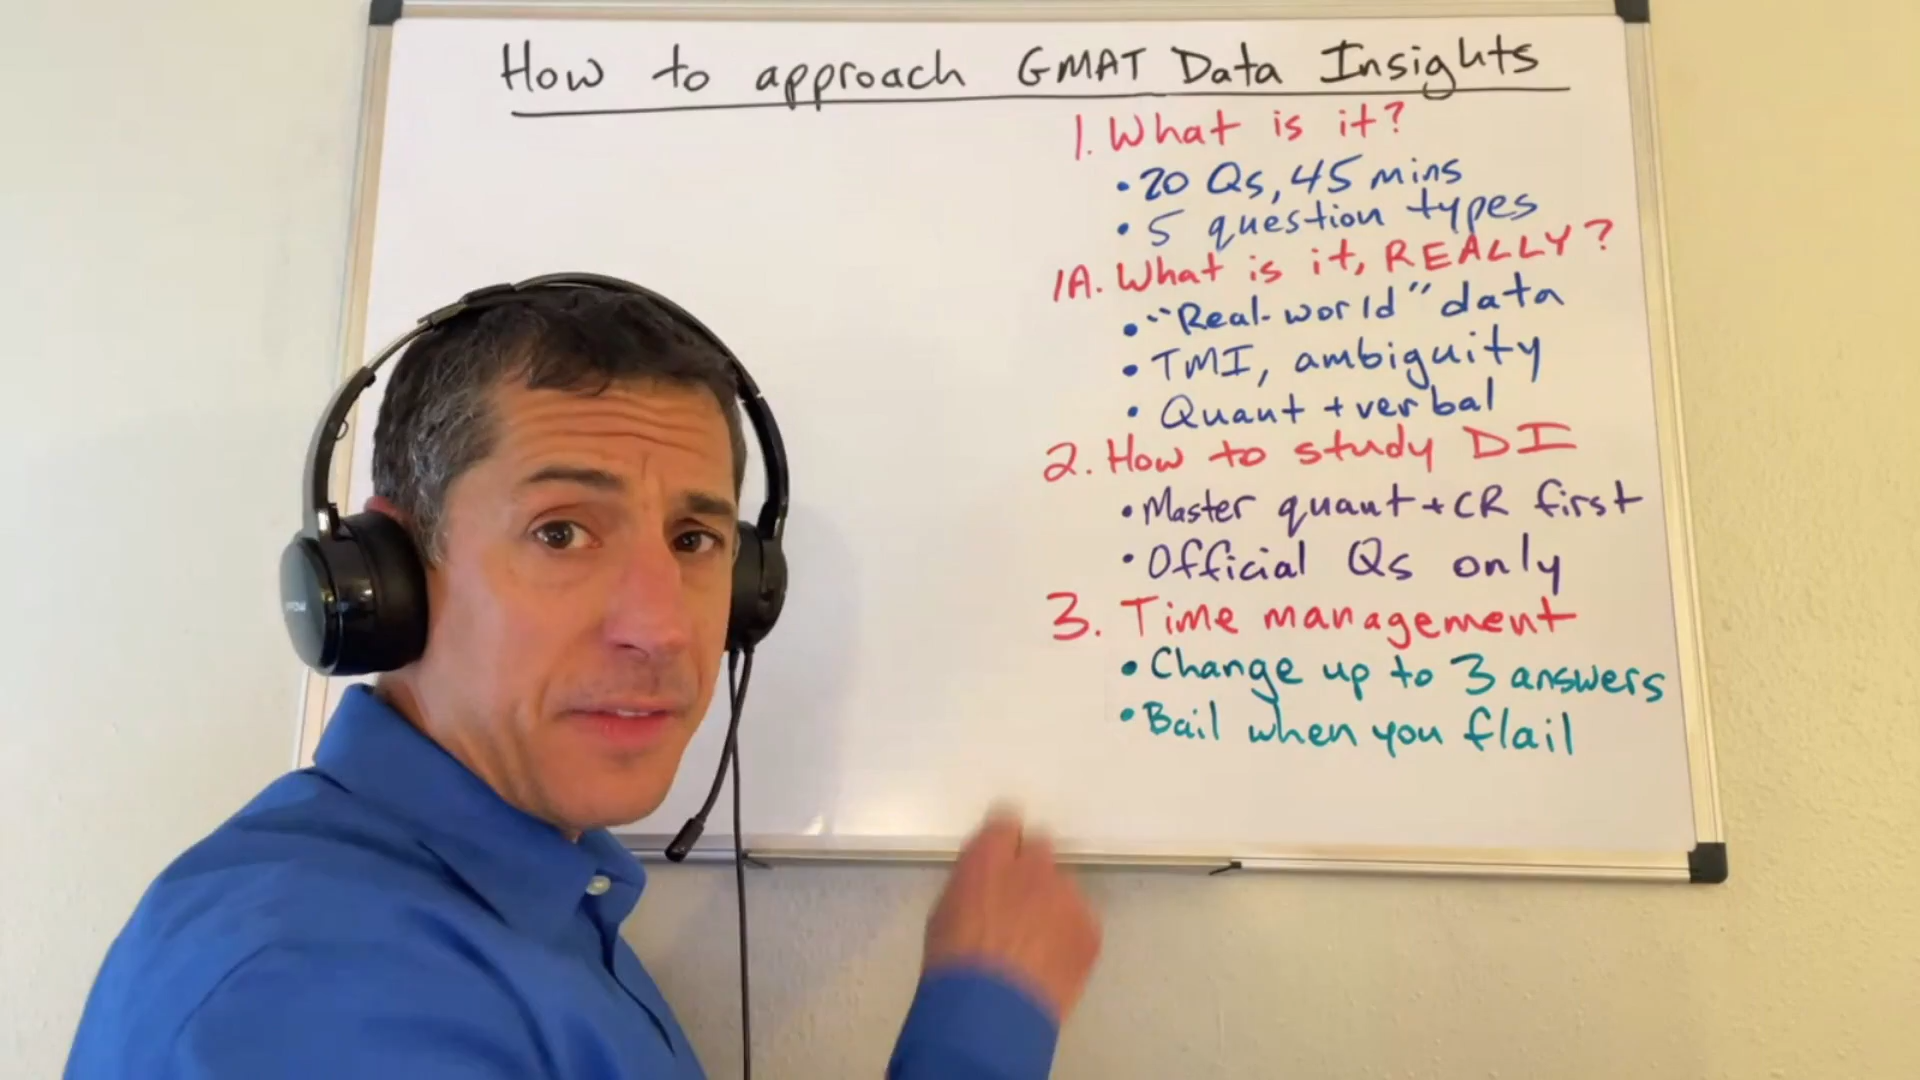 How to approach GMAT Data Insights
1. What is it?
• 20 Qs, 45 mins
• 5 question types
1A. What is it, REALLY?
• "Real-world" data
• TMI, ambiguity
• Quant + verbal
2. How to study DI
• Master quant + CR first
• Official Qs only
3. Time management
• Change up to 3 answers
• Bail when you flail